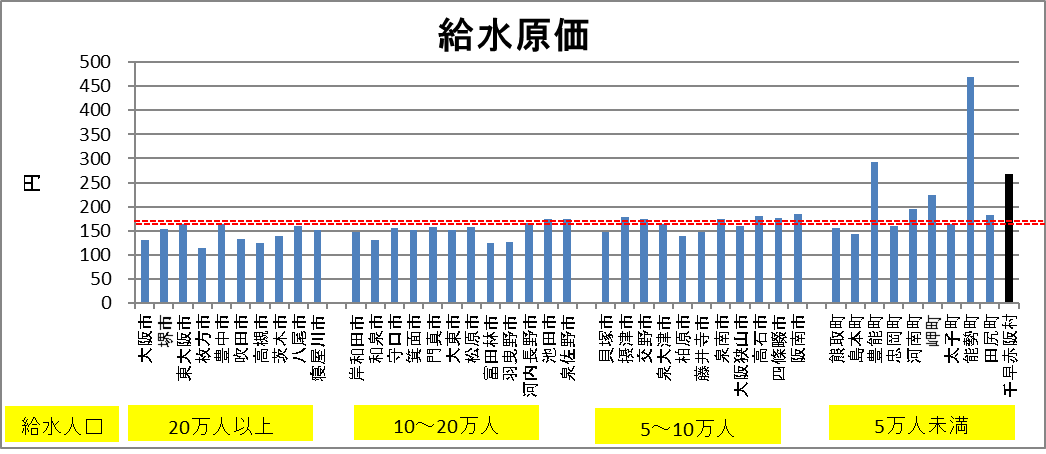 給水原価
円
500
450
400
350
300
250
200
150
100
50
0
大阪市
堺市
東大阪市
枚方市
豊中市
吹田市
高槻市
茨木市
八尾市
寝屋川市
岸和田市
和泉市
守口市
箕面市
門真市
大東市
松原市
富田林市
羽曳野市
河内長野市
池田市
泉佐野市
貝塚市
摂津市
交野市
泉大津市
柏原市
藤井寺市
泉南市
大阪狭山市
高石市
四條畷市
阪南市
熊取町
島本町
豊能町
忠岡町
河南町
岬町
太子町
能勢町
田尻町
千早赤阪村
給水人口
20万人以上
10～20万人
5～10万人
5万人未満